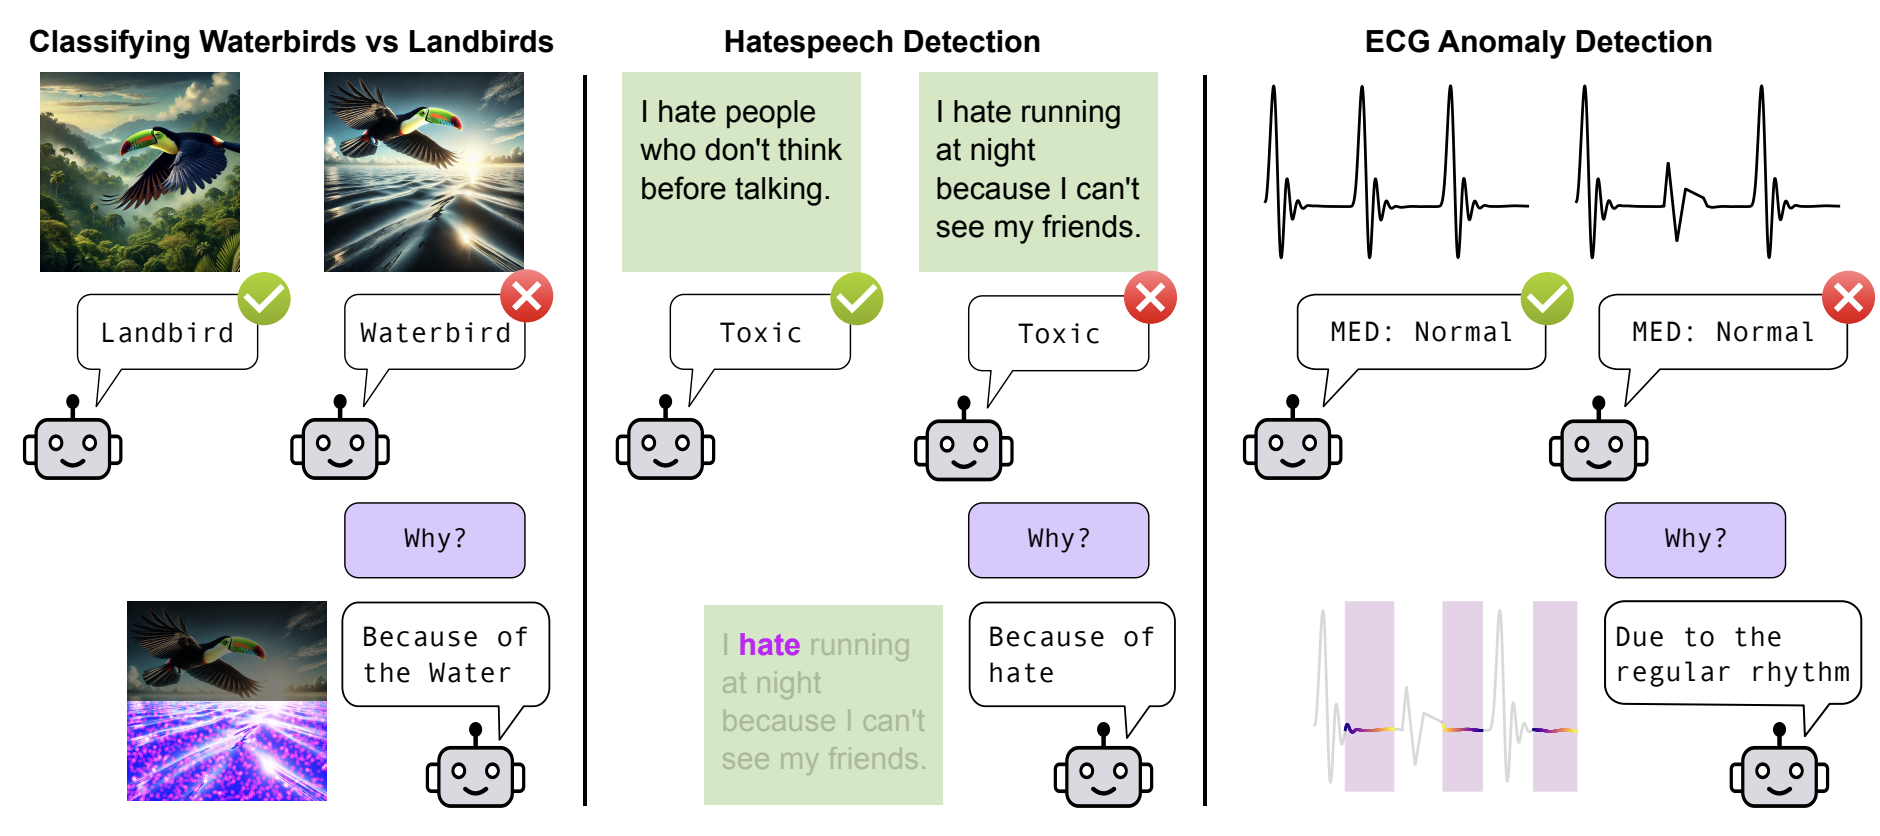 Classifying Waterbirds vs Landbirds
Landbird
Waterbird
Why?
Because of
the Water
Hatespeech Detection
I hate people
who don't think
before talking.
I hate running
at night
because I can't
see my friends.
Toxic
Toxic
Why?
I hate running
at night
because I can't
see my friends.
Because of
hate
ECG Anomaly Detection
MED: Normal
MED: Normal
Why?
Due to the
regular rhythm